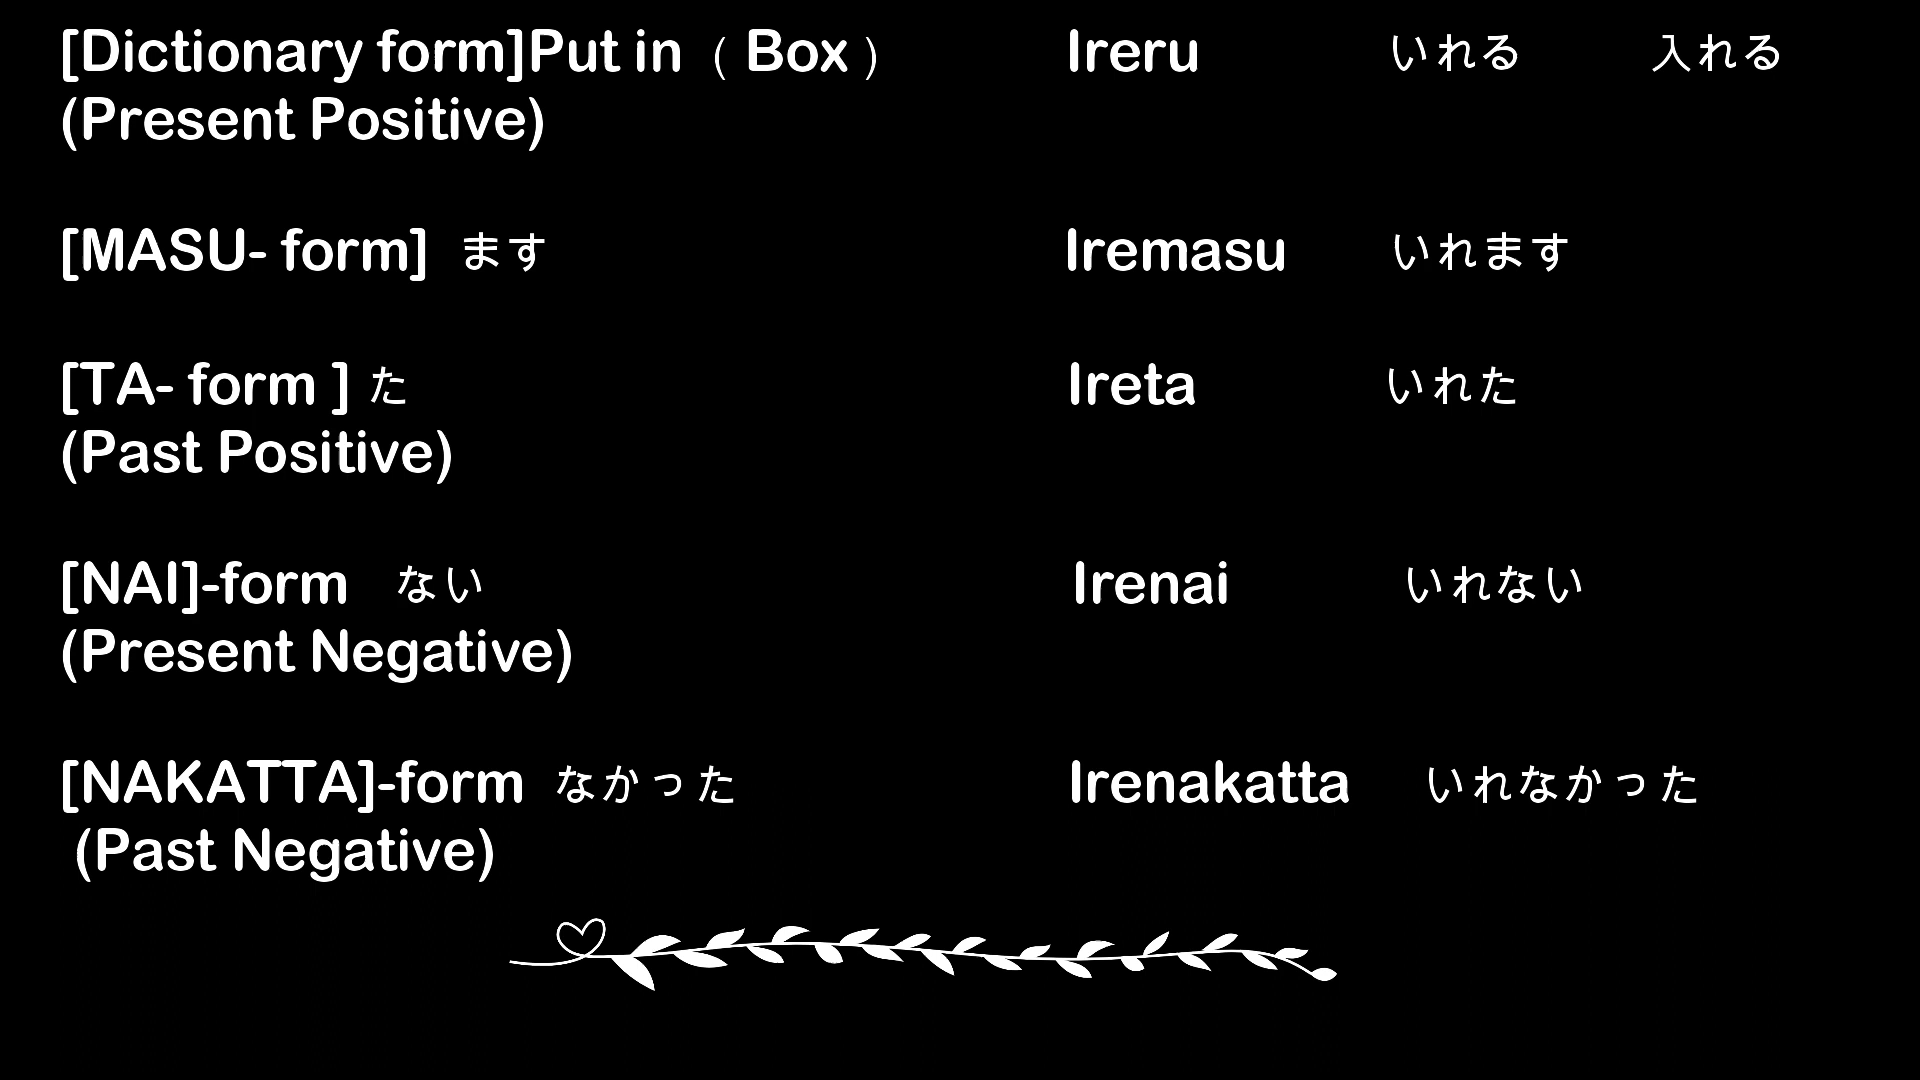 [Dictionary form]Put in（Box） Ireru いれる 入れる
(Present Positive)
[MASU- form] ます Iremasu いれます
[TA- form ] た Ireta いれた
(Past Positive)
[NAI]-form ない Irenai いれない
(Present Negative)
[NAKATTA]-form なかった Irenakatta いれなかった
(Past Negative)